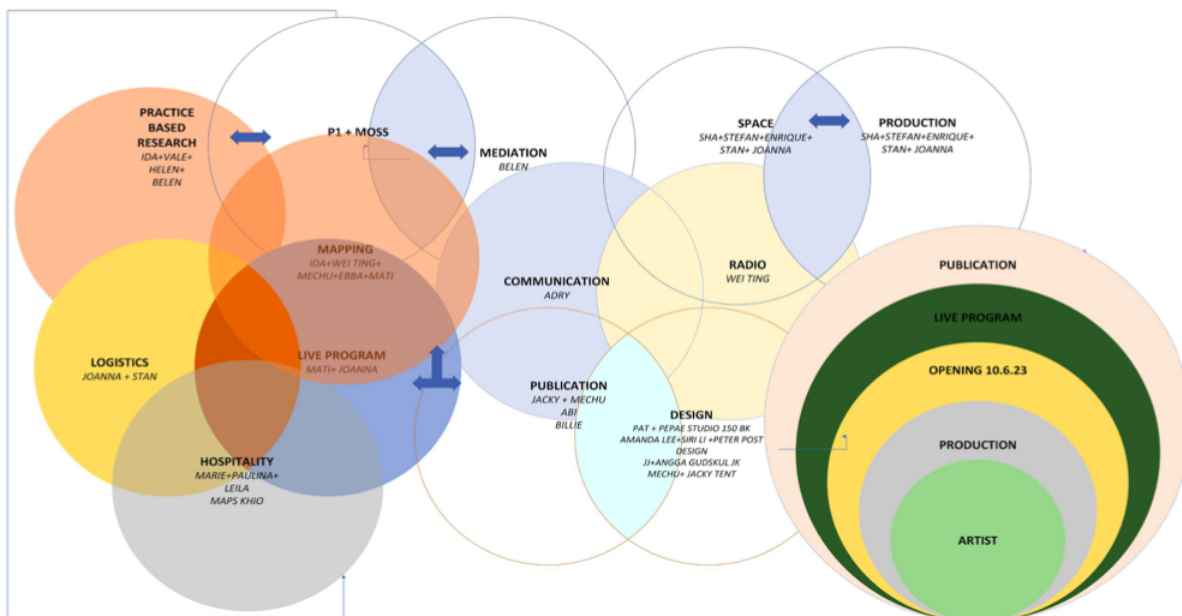 PRACTICE
BASED
RESEARCH
IDA+VALE+
HELEN+
BELEN
P1 + MOSS
MEDIATION
BELEN
SPACE
SHA+STEFAN+ENRIQUE+
STAN+ JOANNA
PRODUCTION
SHA+STEFAN+ENRIQUE+
STAN+ JOANNA
MAPPING
IDA+WEI TING+
MECHU+EBBA+MATI
COMMUNICATION
ADRY
RADIO
WEI TING
LOGISTICS
JOANNA + STAN
LIVE PROGRAM
MATI+ JOANNA
PUBLICATION
JACKY + MECHU
ABI
BILLIE
DESIGN
PAT + PEPAE STUDIO 150 BK
AMANDA LEE+SIRI LI +PETER POST
DESIGN
JJ+ANGGA GUDSKUL JK
MECHU+ JACKY TENT
HOSPITALITY
MARIE+PAULINA+
LEILA
MAPS KHIO
PUBLICATION
LIVE PROGRAM
OPENING 10.6.23
PRODUCTION
ARTIST